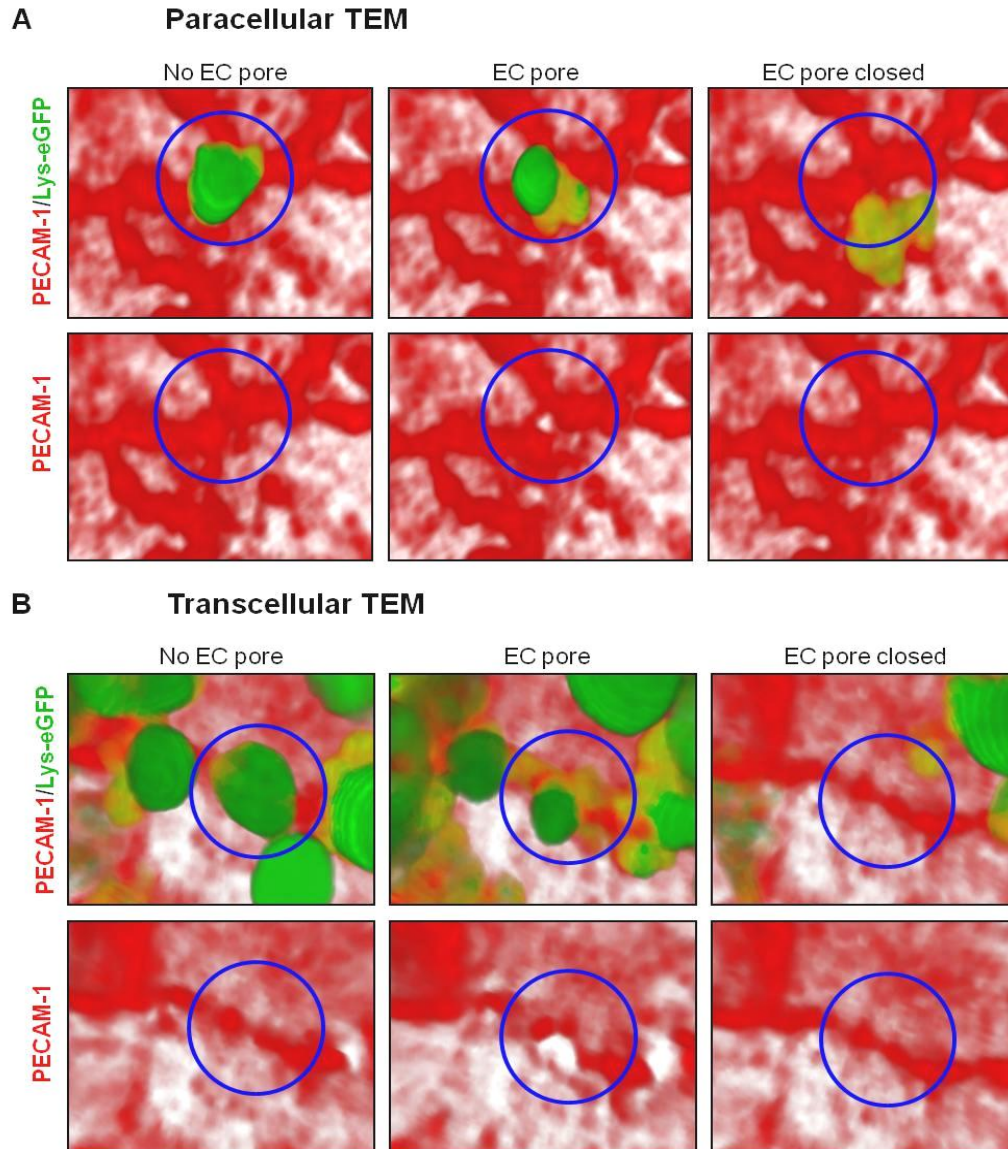 A Paracellular TEM
No EC pore EC pore EC pore closed
PECAM-1/Lys-eGFP
PECAM-1
B Transcellular TEM
No EC pore EC pore EC pore closed
PECAM-1/Lys-eGFP
PECAM-1